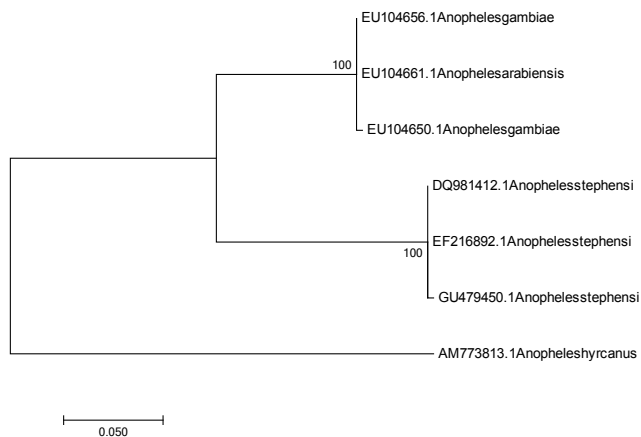 EU104656.1Anophelesgambiae
100
EU104661.1Anophelesarabiensis
EU104650.1Anophelesgambiae
DQ981412.1Anophelesstephensi
EF216892.1Anophelesstephensi
100
GU479450.1Anophelesstephensi
AM773813.1Anopheleshyrcanus
0.050